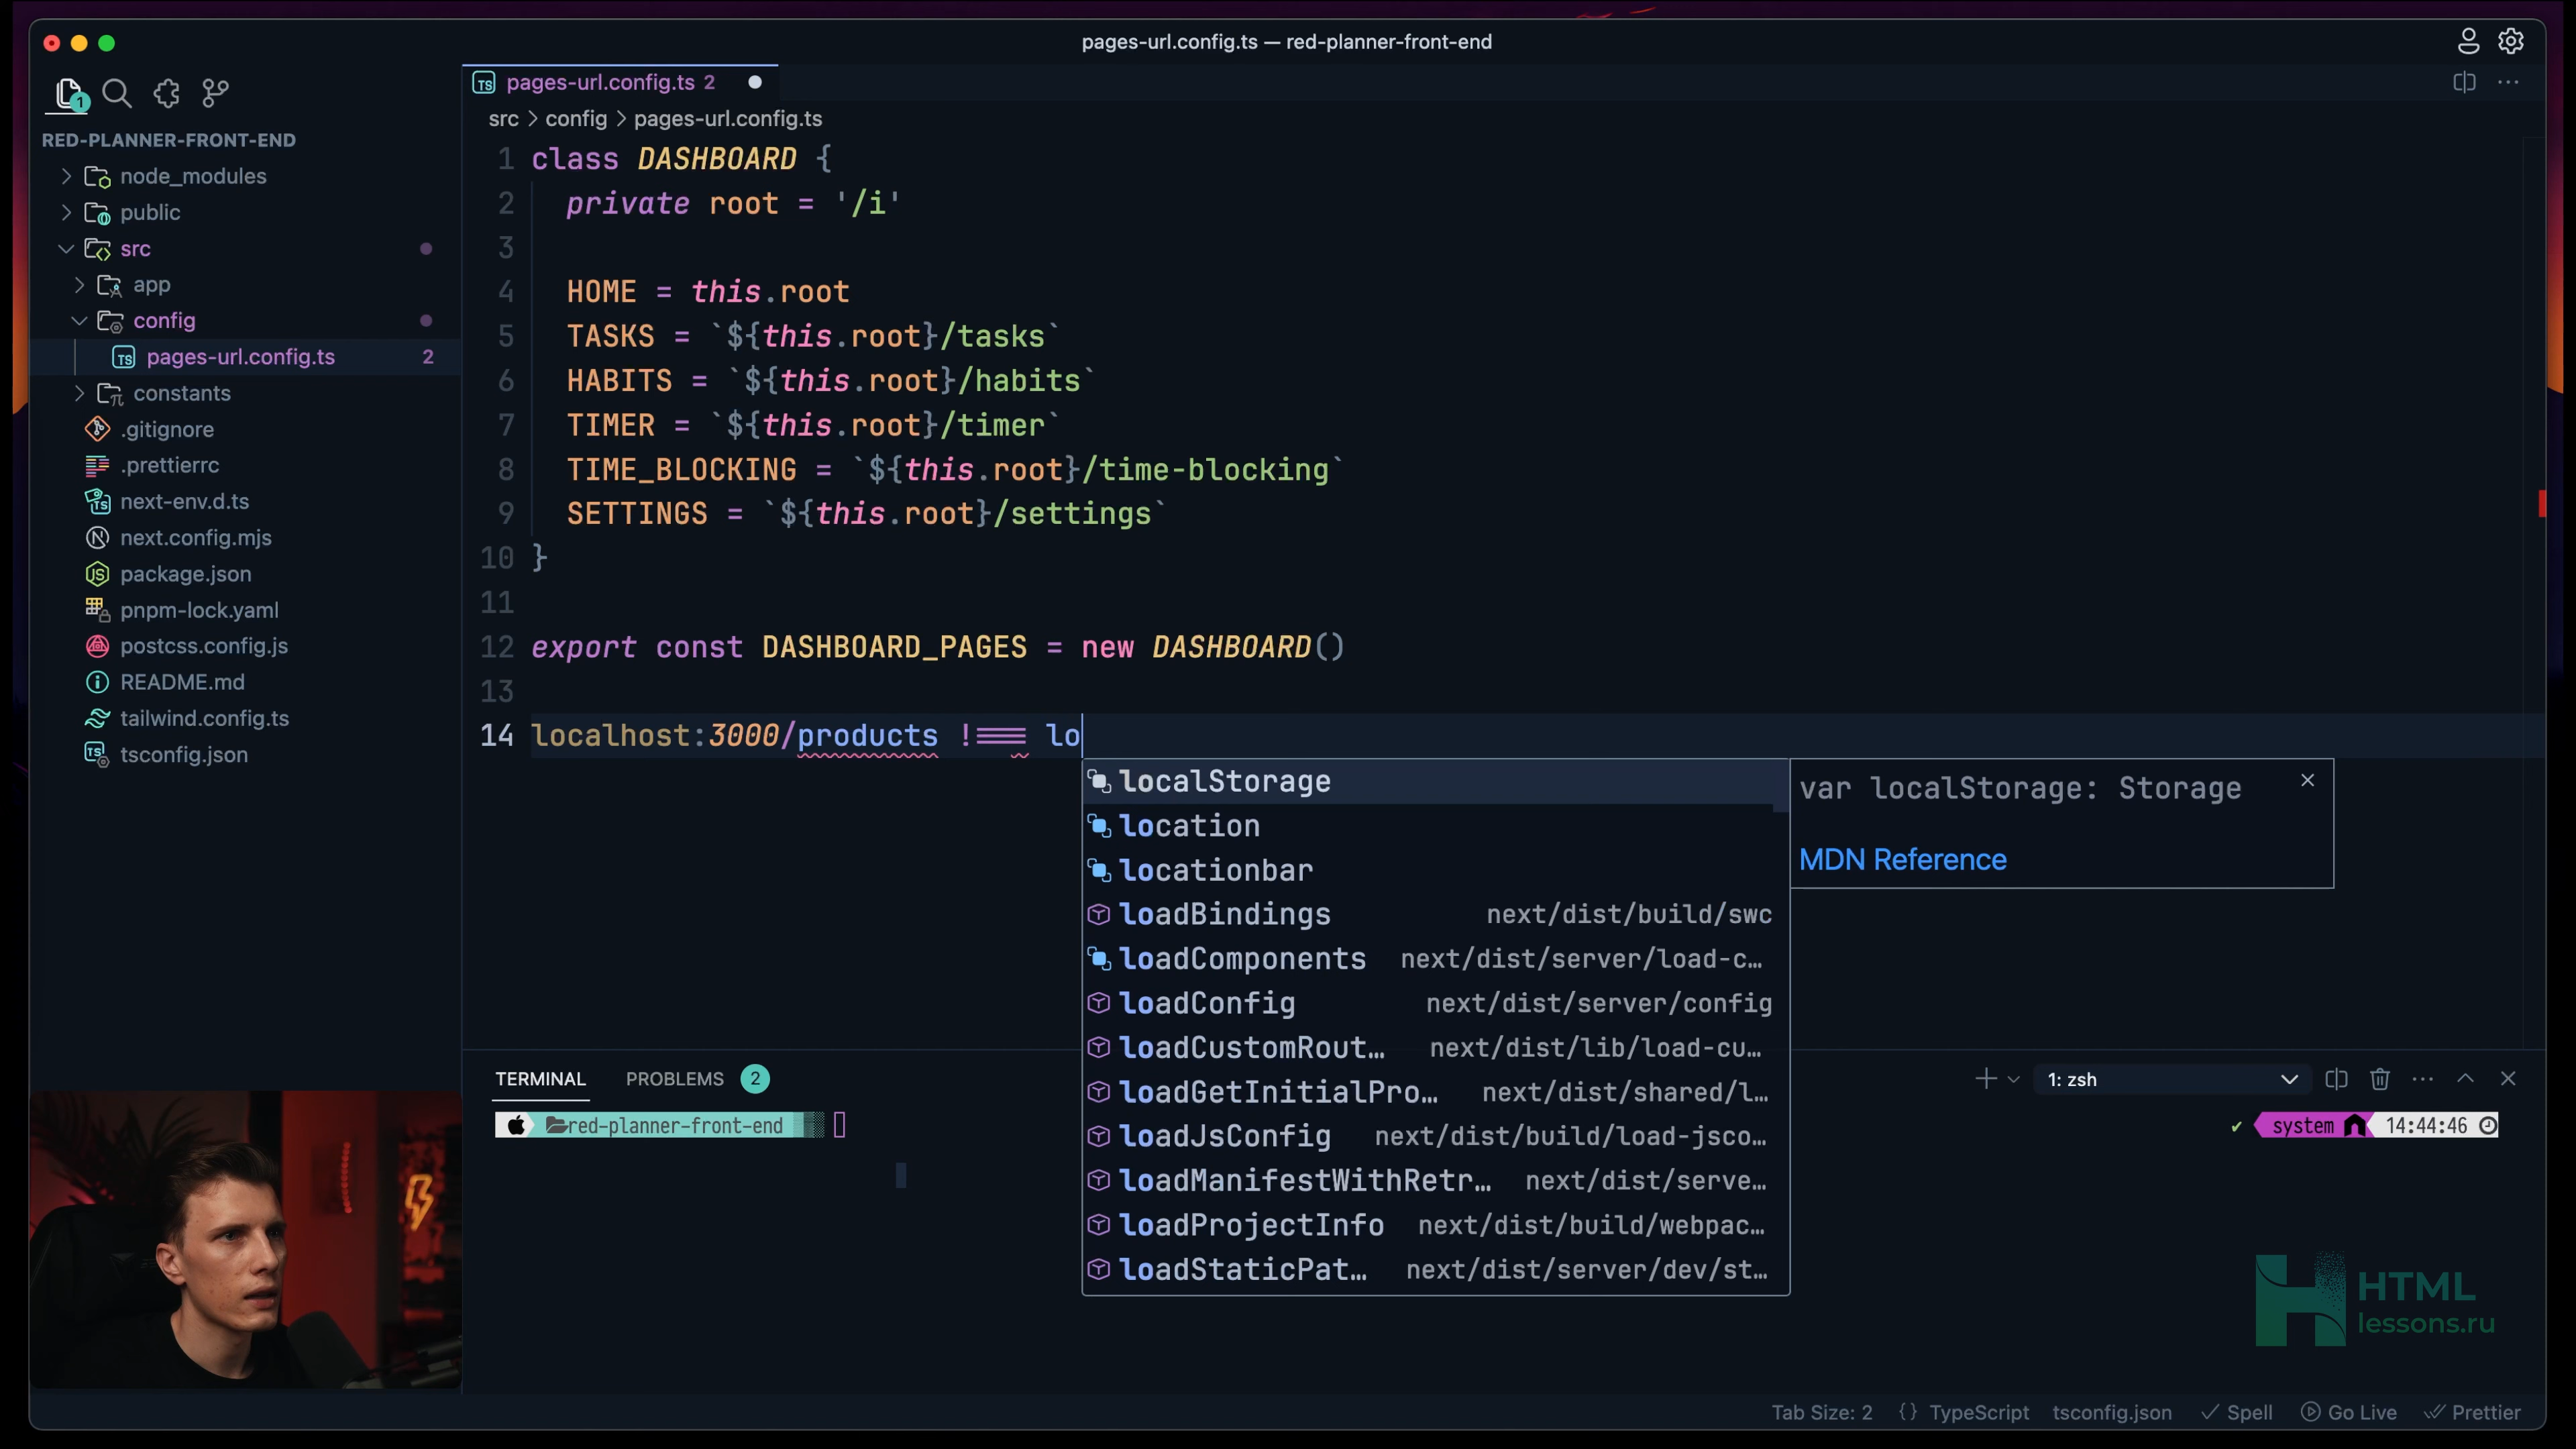 pages-url.config.ts — red-planner-front-end
1
RED-PLANNER-FRONT-END
node_modules
public
src
app
config
pages-url.config.ts 2
constants
.gitignore
.prettierrc
next-env.d.ts
next.config.mjs
package.json
pnpm-lock.yaml
postcss.config.js
README.md
tailwind.config.ts
tsconfig.json
pages-url.config.ts 2
src > config > pages-url.config.ts
1 class DASHBOARD {
2 private root = '/i'
3
4 HOME = this.root
5 TASKS = `${this.root}/tasks`
6 HABITS = `${this.root}/habits`
7 TIMER = `${this.root}/timer`
8 TIME_BLOCKING = `${this.root}/time-blocking`
9 SETTINGS = `${this.root}/settings`
10 }
11
12 export const DASHBOARD_PAGES = new DASHBOARD()
13
14 localhost:3000/products !=== lo
localStorage
location
locationbar
loadBindings next/dist/build/swc
loadComponents next/dist/server/load-c…
loadConfig next/dist/server/config
loadCustomRout… next/dist/lib/load-cu…
loadGetInitialPro… next/dist/shared/l…
loadJsConfig next/dist/build/load-jsco…
loadManifestWithRetr… next/dist/serve…
loadProjectInfo next/dist/build/webpac…
loadStaticPat… next/dist/server/dev/st…
var localStorage: Storage
MDN Reference
TERMINAL PROBLEMS 2
1: zsh
red-planner-front-end
system 14:44:46
HTML
lessons.ru
Tab Size: 2 {} TypeScript tsconfig.json Spell Go Live Prettier